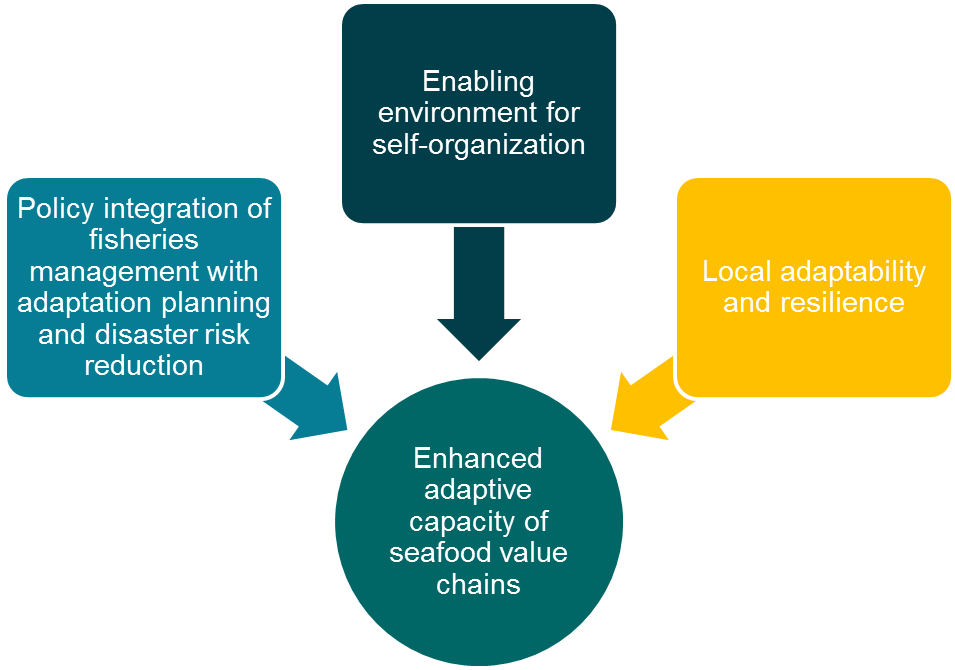 Enabling
environment for
self-organization
Policy integration of
fisheries
management with
adaptation planning
and disaster risk
reduction
Local adaptability
and resilience
Enhanced
adaptive
capacity of
seafood value
chains